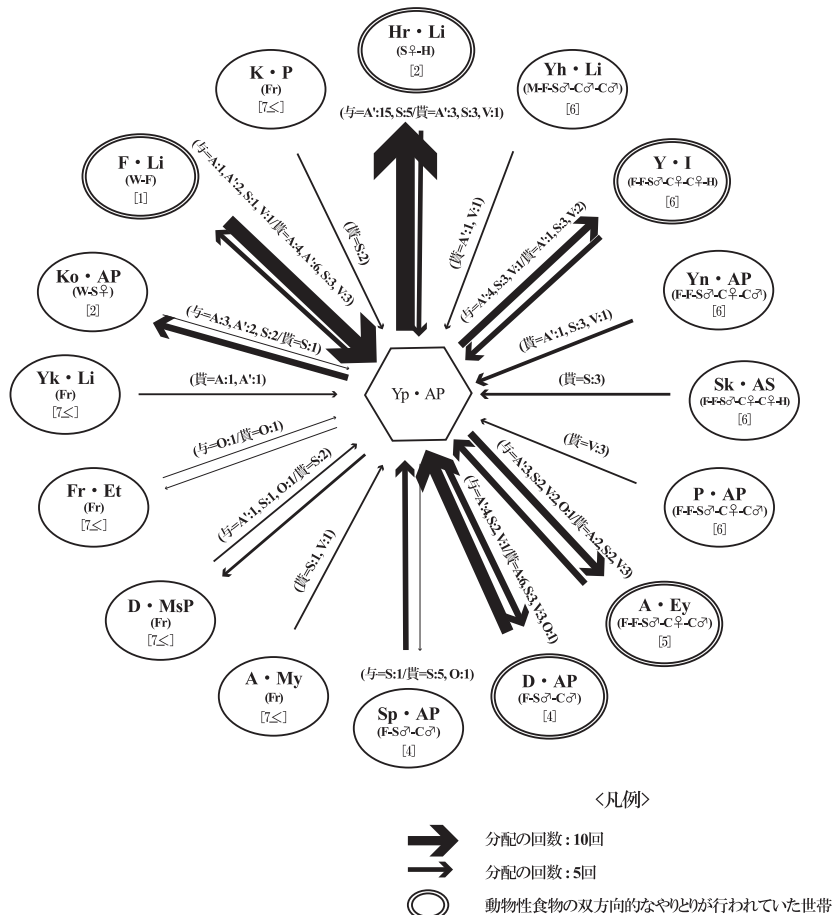 Hr・Li
(S♀-H)
[2]
K・P
(Fr)
[7≤]
Yh・Li
(M-F-S♂-C♂-C♂)
[6]
(与=A':15, S:5/貰=A':3, S:3, V:1)
F・Li
(W-F)
[1]
(与=A:1, A':2, S:1, V:1/貰=A:4, A':6, S:3, V:3)
(貰=S:2)
(貰=A':1, V:1)
Y・I
(F-F-S♂-C♀-C♀-H)
[6]
(与=A':4, S:3, V:1/貰=A':1, S:3, V:2)
Ko・AP
(W-S♀)
[2]
(与=A:3, A':2, S:2/貰=S:1)
Yn・AP
(F-F-S♂-C♀-C♂)
[6]
(貰=A':1, S:3, V:1)
Yk・Li
(Fr)
[7≤]
(貰=A:1, A':1)
Yp・AP
(貰=S:3)
Sk・AS
(F-F-S♂-C♀-C♀-H)
[6]
Fr・Et
(Fr)
[7≤]
(与=O:1/貰=O:1)
(貰=V:3)
P・AP
(F-F-S♂-C♀-C♂)
[6]
D・MsP
(Fr)
[7≤]
(与=A':1, S:1, O:1/貰=S:2)
(与=A':3, S:2, V:2, O:1/貰=A:2, S:2, V:3)
A・Ey
(F-F-S♂-C♀-C♂)
[5]
A・My
(Fr)
[7≤]
(貰=S:1, V:1)
(与=A':4, S:2, V:1/貰=A:6, S:3, V:3, O:1)
D・AP
(F-S♂-C♂)
[4]
(与=S:1/貰=S:5, O:1)
Sp・AP
(F-S♂-C♂)
[4]
<凡例>
分配の回数 : 10回
分配の回数 : 5回
動物性食物の双方向的なやりとりが行われていた世帯